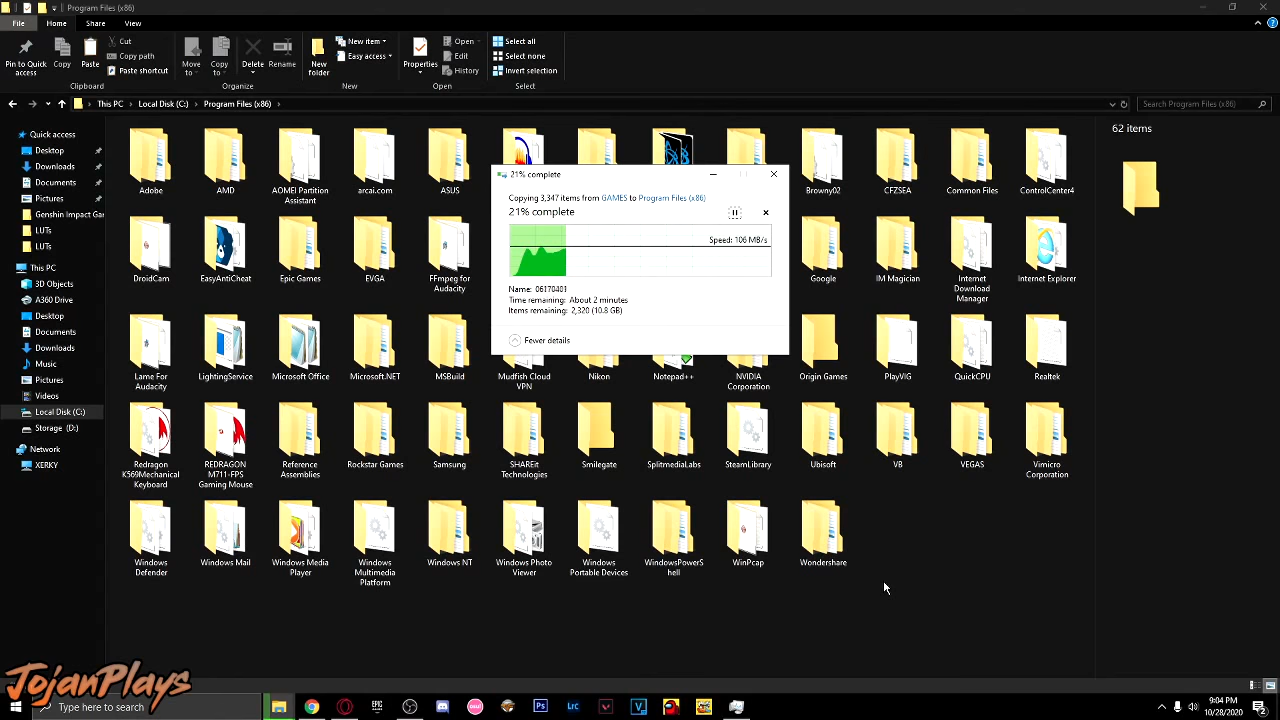 Program Files (x86)
File Home Share View
Pin to Quick access
Copy
Paste
Cut
Copy path
Paste shortcut
Move to
Copy to
Delete
Rename
New folder
New item
Easy access
Properties
Open
Edit
History
Select all
Select none
Invert selection
Clipboard Organize New Open Select
This PC > Local Disk (C:) > Program Files (x86) >
Search Program Files (x86)
Quick access
Desktop
Downloads
Documents
Pictures
Genshin Impact Gar
LUTs
LUTs
This PC
3D Objects
A360 Drive
Desktop
Documents
Downloads
Music
Pictures
Videos
Local Disk (C:)
Storage (D:)
Network
XERKY
62 items
Adobe
AMD
AOMEI Partition Assistant
arcai.com
ASUS
Browny02
CFZSEA
Common Files
ControlCenter4
DroidCam
EasyAntiCheat
Epic Games
EVGA
FFmpeg for Audacity
Google
IM Magician
Internet Download Manager
Internet Explorer
Lame For Audacity
LightingService
Microsoft Office
Microsoft.NET
MSBuild
Mudfish Cloud VPN
Nikon
Notepad++
NVIDIA Corporation
Origin Games
PlayVIG
QuickCPU
Realtek
Redragon K569Mechanical Keyboard
REDRAGON M711-FPS Gaming Mouse
Reference Assemblies
Rockstar Games
Samsung
SHAREit Technologies
Smilegate
SplitmediaLabs
SteamLibrary
Ubisoft
VB
VEGAS
Vimicro Corporation
Windows Defender
Windows Mail
Windows Media Player
Windows Multimedia Platform
Windows NT
Windows Photo Viewer
Windows Portable Devices
WindowsPowerShell
WinPcap
Wondershare
21% complete
Copying 3,347 items from GAMES to Program Files (x86)
21% complete
Speed: 106 MB/s
Name: 06170401
Time remaining: About 2 minutes
Items remaining: 2,320 (10.8 GB)
Fewer details
JojanPlays
Type here to search
EPIC
Ps
Lrc
9:04 PM
10/28/2020
2